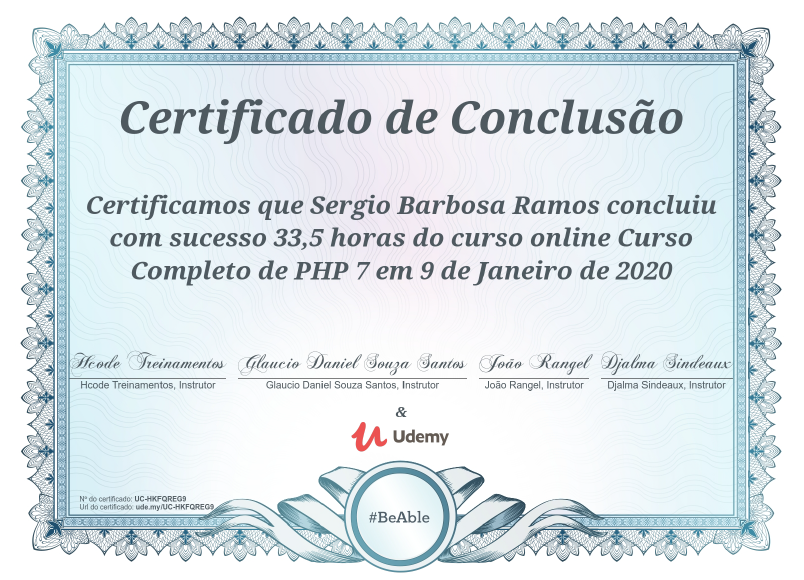 Certificado de Conclusão
Certificamos que Sergio Barbosa Ramos concluiu
com sucesso 33,5 horas do curso online Curso
Completo de PHP 7 em 9 de Janeiro de 2020
Hcode Treinamentos Glaucio Daniel Souza Santos João Rangel Djalma Sindeaux
Hcode Treinamentos, Instrutor Glaucio Daniel Souza Santos, Instrutor João Rangel, Instrutor Djalma Sindeaux, Instrutor
&
Udemy
Nº do certificado: UC-HKFQREG9
Url do certificado: ude.my/UC-HKFQREG9
#BeAble